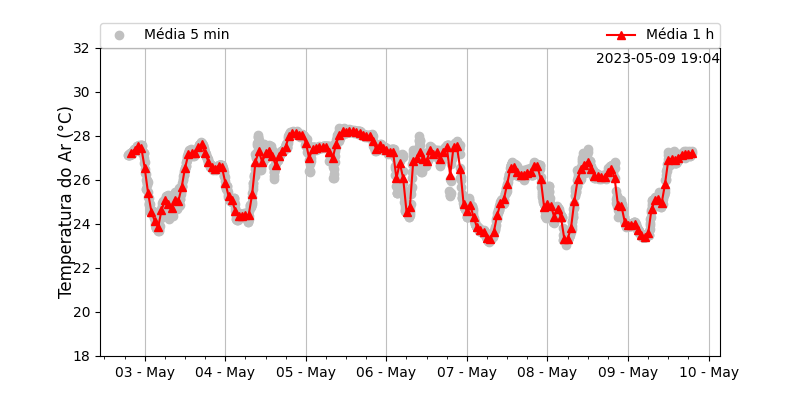 Média 5 min
Média 1 h
2023-05-09 19:04
Temperatura do Ar (°C)
32
30
28
26
24
22
20
18
03 - May
04 - May
05 - May
06 - May
07 - May
08 - May
09 - May
10 - May